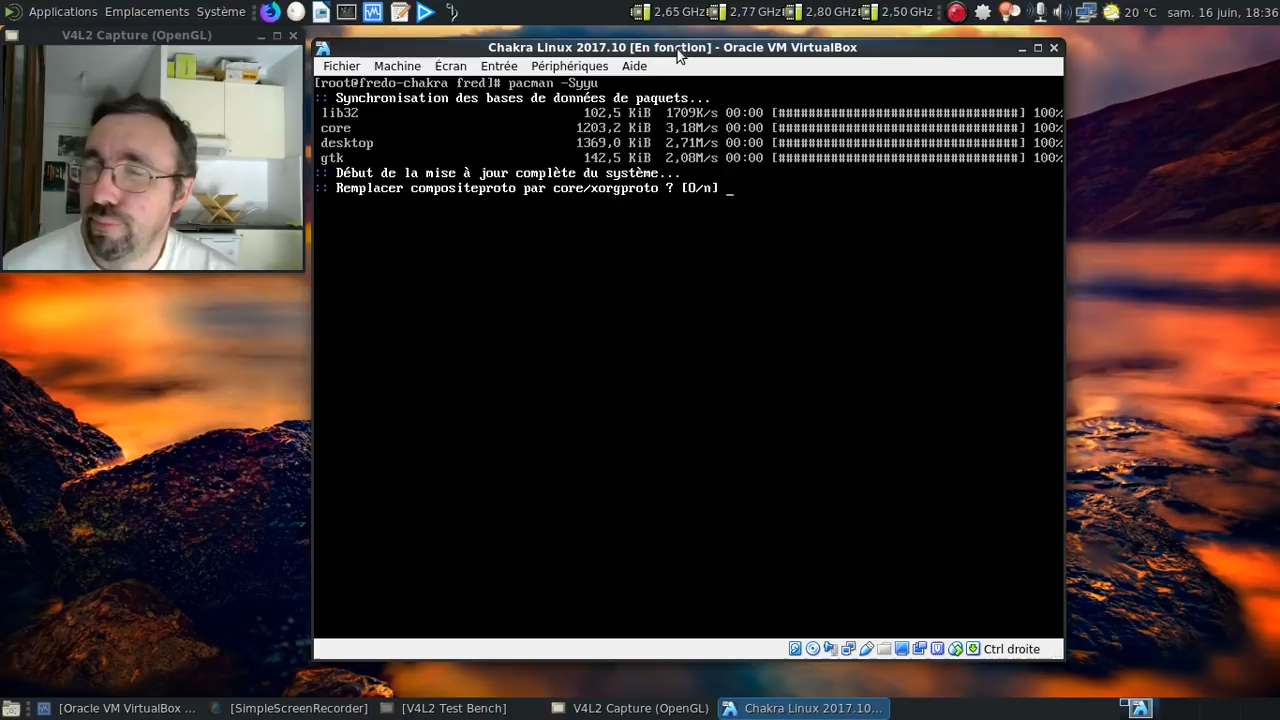 Applications Emplacements Système
2,65 GHz 2,77 GHz 2,80 GHz 2,50 GHz 20 °C sam. 16 juin, 18:36
V4L2 Capture (OpenGL)
Chakra Linux 2017.10 [En fonction] - Oracle VM VirtualBox
Fichier Machine Écran Entrée Périphériques Aide
[root@fredo-chakra fred]# pacman -Syyu
:: Synchronisation des bases de données de paquets...
lib32 102,5 KiB 1709K/s 00:00 [################################] 100%
core 1203,2 KiB 3,18M/s 00:00 [################################] 100%
desktop 1369,0 KiB 2,71M/s 00:00 [################################] 100%
gtk 142,5 KiB 2,08M/s 00:00 [################################] 100%
:: Début de la mise à jour complète du système...
:: Remplacer compositeproto par core/xorgproto ? [O/n] _
Ctrl droite
[Oracle VM VirtualBox ... [SimpleScreenRecorder] [V4L2 Test Bench] V4L2 Capture (OpenGL) Chakra Linux 2017.10...